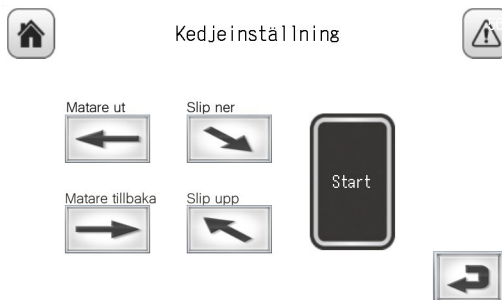 Kedjeinställning
Matare ut
Slip ner
Start
Matare tillbaka
Slip upp